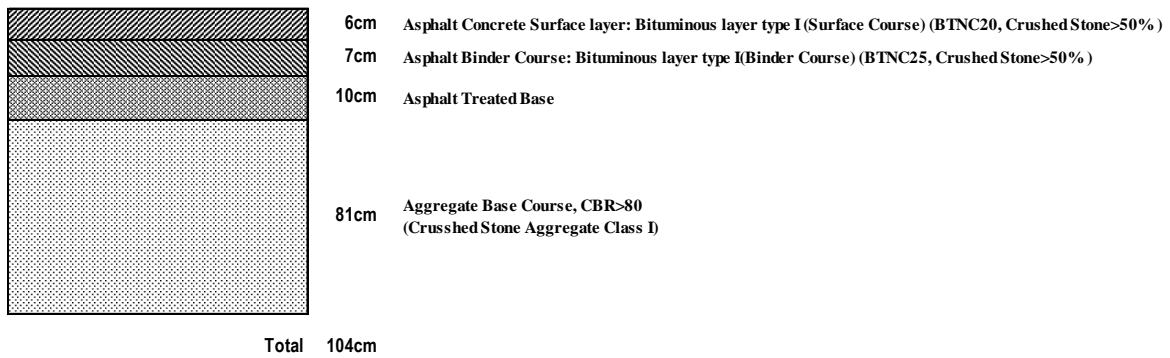 6cm Asphalt Concrete Surface layer: Bituminous layer type I (Surface Course) (BTNC20, Crushed Stone>50%)
7cm Asphalt Binder Course: Bituminous layer type I(Binder Course) (BTNC25, Crushed Stone>50%)
10cm Asphalt Treated Base
81cm Aggregate Base Course, CBR>80
(Crusshed Stone Aggregate Class I)
Total 104cm